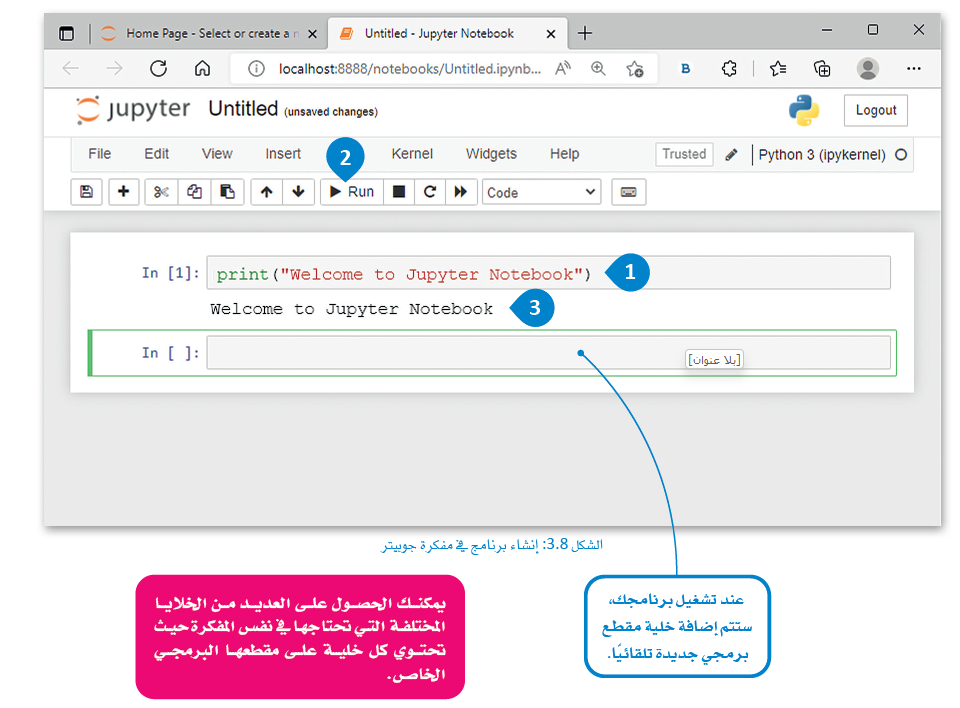 Home Page - Select or create a n
Untitled - Jupyter Notebook
localhost:8888/notebooks/Untitled.ipynb...
B
jupyter Untitled (unsaved changes)
Logout
File Edit View Insert 2 Kernel Widgets Help
Trusted
Python 3 (ipykernel)
Run
Code
In [1]: print("Welcome to Jupyter Notebook") 1
Welcome to Jupyter Notebook 3
In [ ]:
[بلا عنوان]
الشكل 3.8: إنشاء برنامج في مفكرة جوبيتر
عند تشغيل برنامجك،
ستتم إضافة خلية مقطع
برمجي جديدة تلقائيًا.
يمكنك الحصول على العديد من الخلايا
المختلفة التي تحتاجها في نفس المفكرة حيث
تحتوي كل خلية على مقطعها البرمجي
الخاص.